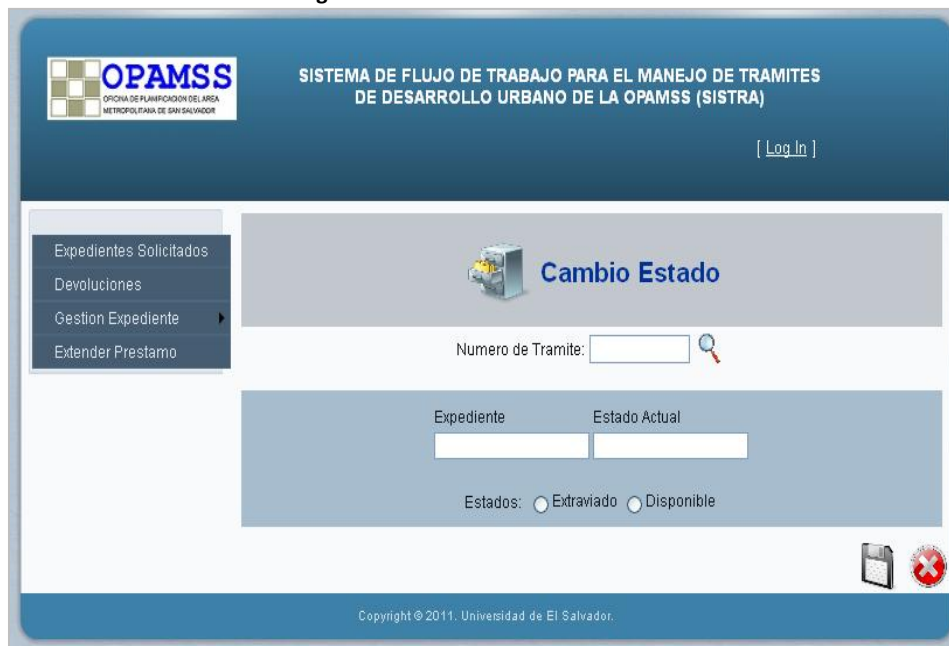 g
OPAMSS
OFICINA DE PLANIFICACION DEL AREA
METROPOLITANA DE SAN SALVADOR
SISTEMA DE FLUJO DE TRABAJO PARA EL MANEJO DE TRAMITES
DE DESARROLLO URBANO DE LA OPAMSS (SISTRA)
[ Log In ]
Expedientes Solicitados
Devoluciones
Gestion Expediente
Extender Prestamo
Cambio Estado
Numero de Tramite:
Expediente Estado Actual
Estados: Extraviado Disponible
Copyright © 2011. Universidad de El Salvador.